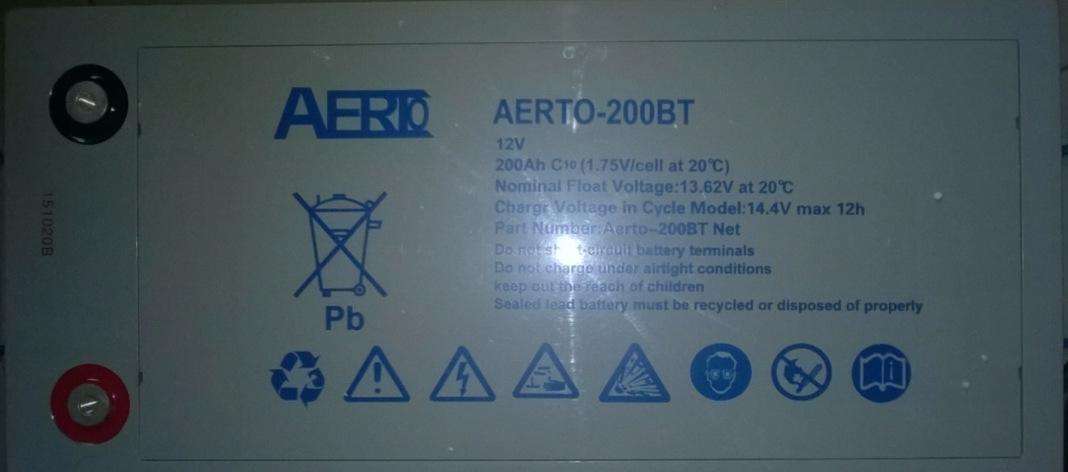 AERTO
AERTO-200BT
12V
200Ah C10 (1.75V/cell at 20℃)
Nominal Float Voltage:13.62V at 20℃
Chargr Voltage in Cycle Model:14.4V max 12h
Part Number:Aerto-200BT Net
Do not short-circuit battery terminals
Do not charge under airtight conditions
keep out the reach of children
Sealed lead battery must be recycled or disposed of properly
Pb
151020B